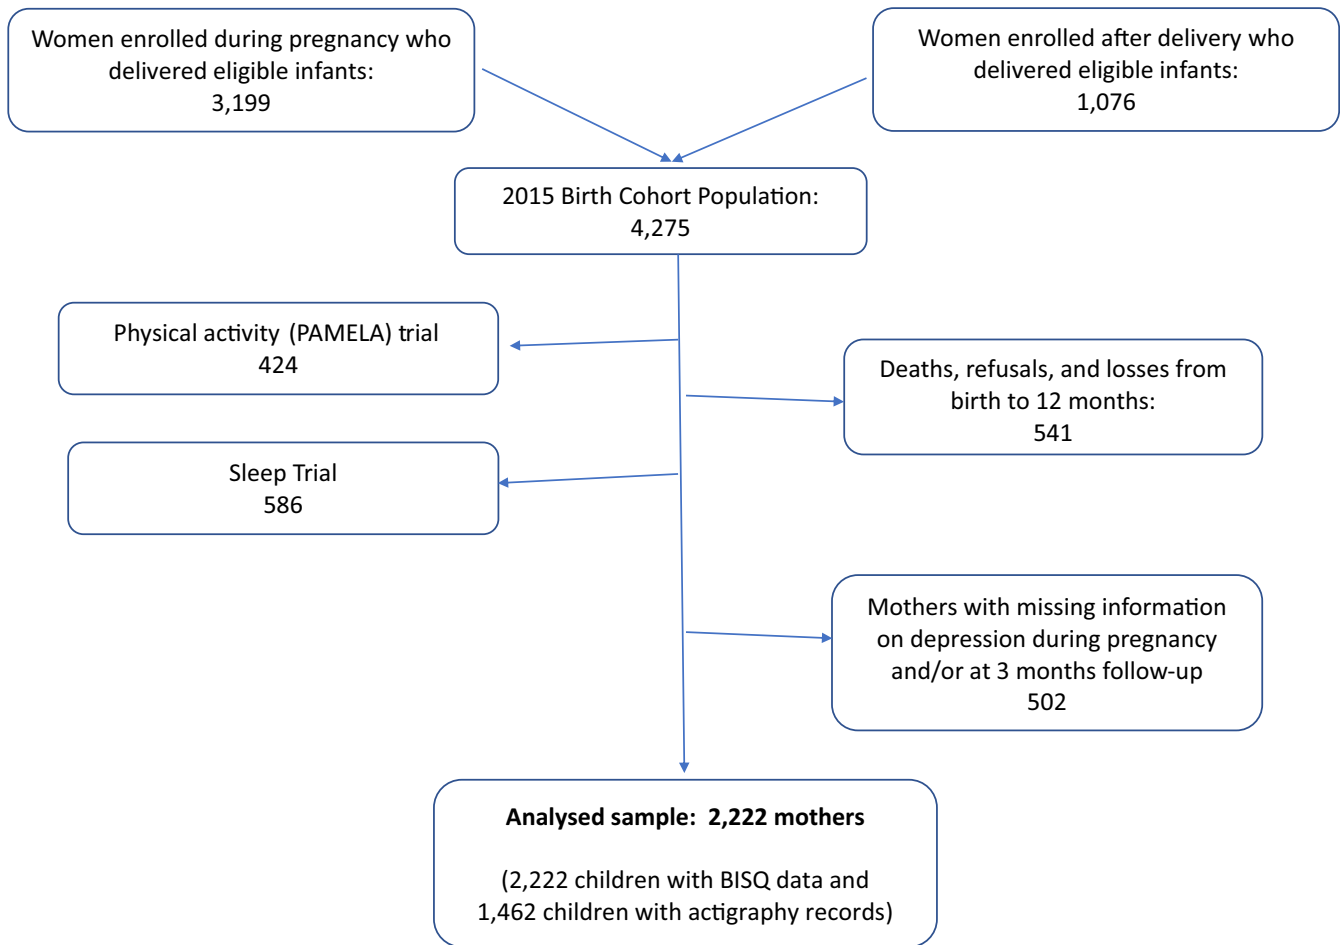 Women enrolled during pregnancy who
delivered eligible infants:
3,199
Women enrolled after delivery who
delivered eligible infants:
1,076
2015 Birth Cohort Population:
4,275
Physical activity (PAMELA) trial
424
Deaths, refusals, and losses from
birth to 12 months:
541
Sleep Trial
586
Mothers with missing information
on depression during pregnancy
and/or at 3 months follow-up
502
Analysed sample: 2,222 mothers
(2,222 children with BISQ data and
1,462 children with actigraphy records)